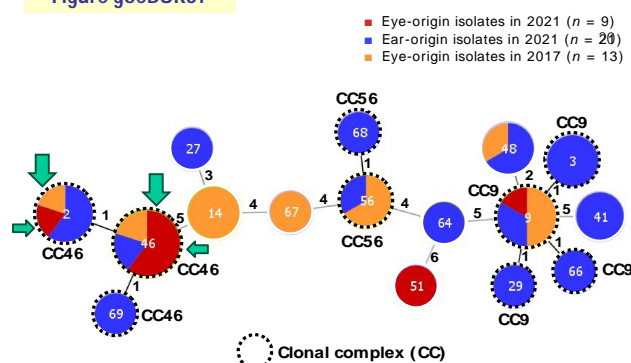 Figure
Eye-origin isolates in 2021 (n = 9)
Ear-origin isolates in 2021 (n =
Eye-origin isolates in 2017 (n = 13)
CC56
68
27
48
3
CC9
3
1
2
1
CC9
2
1
46
5
14
4
67
4
56
4
64
5
9
5
41
CC46
CC46
CC56
6
1
1
1
51
29
66
CC9
CC9
69
CC46
Clonal complex (CC)